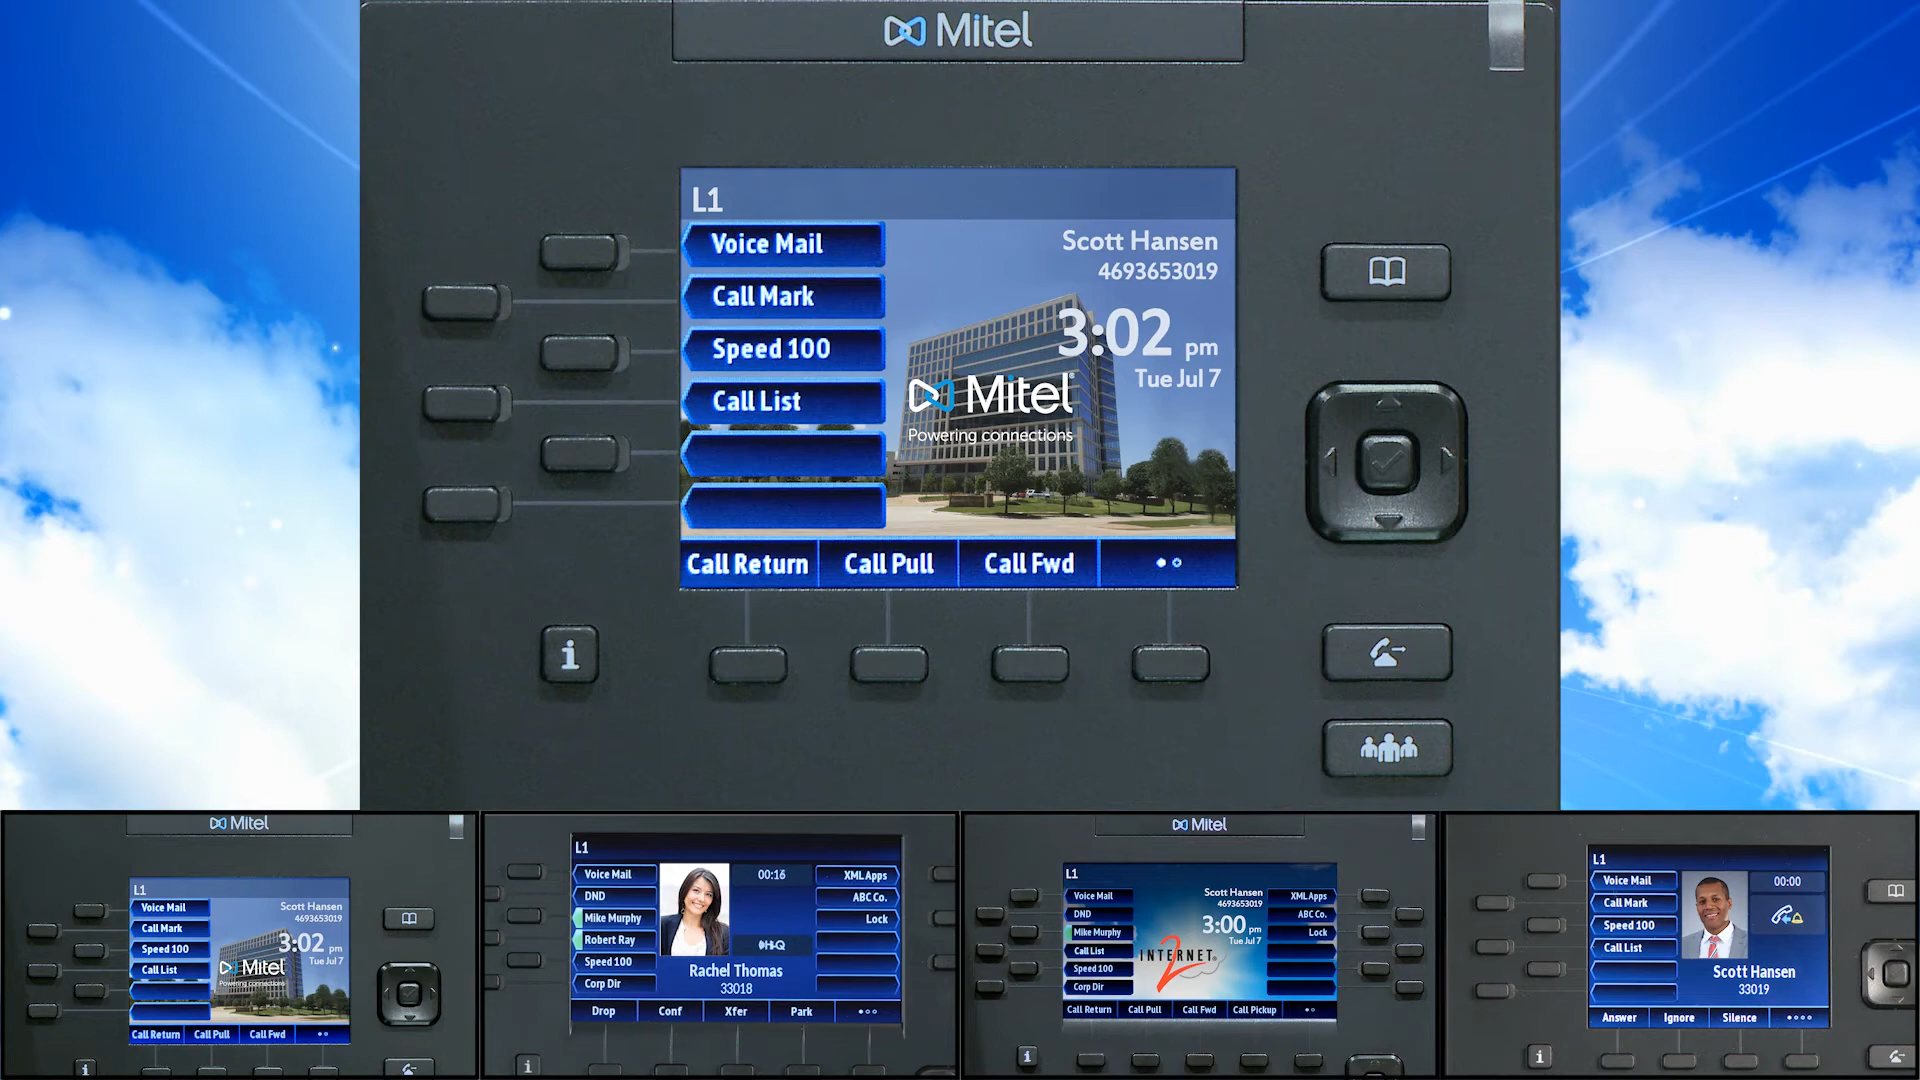 Mitel
L1
Voice Mail
Call Mark
Speed 100
Call List
Scott Hansen
4693653019
3:02 pm
Tue Jul 7
Mitel
Powering connections
Call Return
Call Pull
Call Fwd
i
Mitel
L1
Voice Mail
Call Mark
Speed 100
Call List
Scott Hansen
4693653019
3:02 pm
Tue Jul 7
Mitel
Powering connections
Call Return
Call Pull
Call Fwd
i
L1
Voice Mail
DND
Mike Murphy
Robert Ray
Speed 100
Corp Dir
00:16
HQ
Rachel Thomas
33018
XML Apps
ABC Co.
Lock
Drop
Conf
Xfer
Park
i
Mitel
L1
Voice Mail
DND
Mike Murphy
Call List
Speed 100
Corp Dir
Scott Hansen
4693653019
3:00 pm
Tue Jul 7
INTERNET
2
XML Apps
ABC Co.
Lock
Call Return
Call Pull
Call Fwd
Call Pickup
i
L1
Voice Mail
Call Mark
Speed 100
Call List
00:00
Scott Hansen
33019
Answer
Ignore
Silence
i